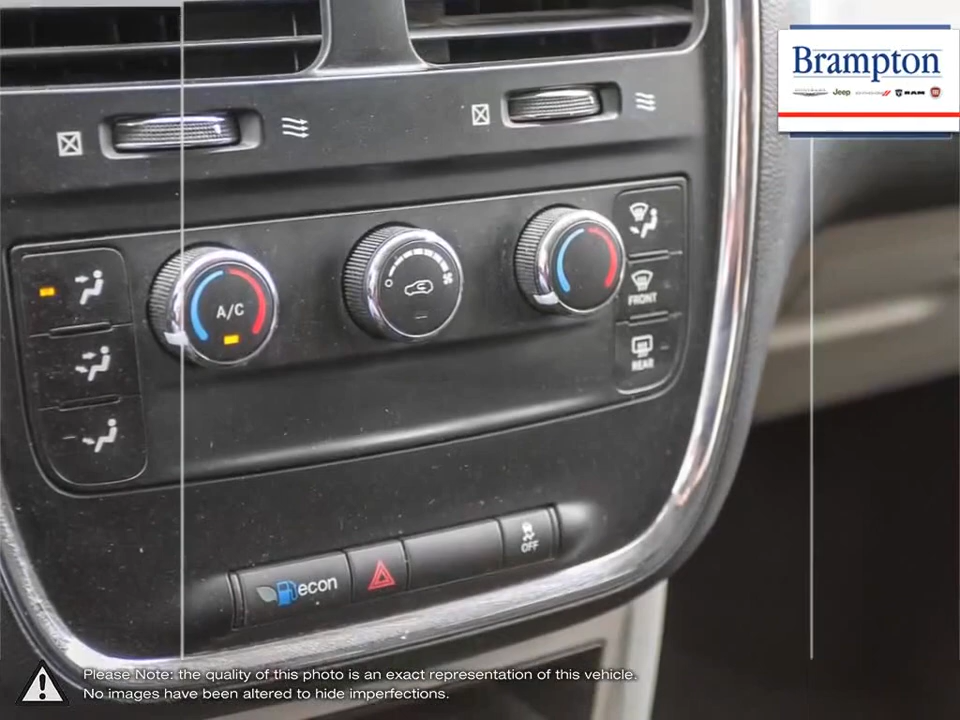 Brampton
Jeep
RAM
A/C
FRONT
REAR
OFF
econ
Please Note: the quality of this photo is an exact representation of this vehicle.
No images have been altered to hide imperfections.